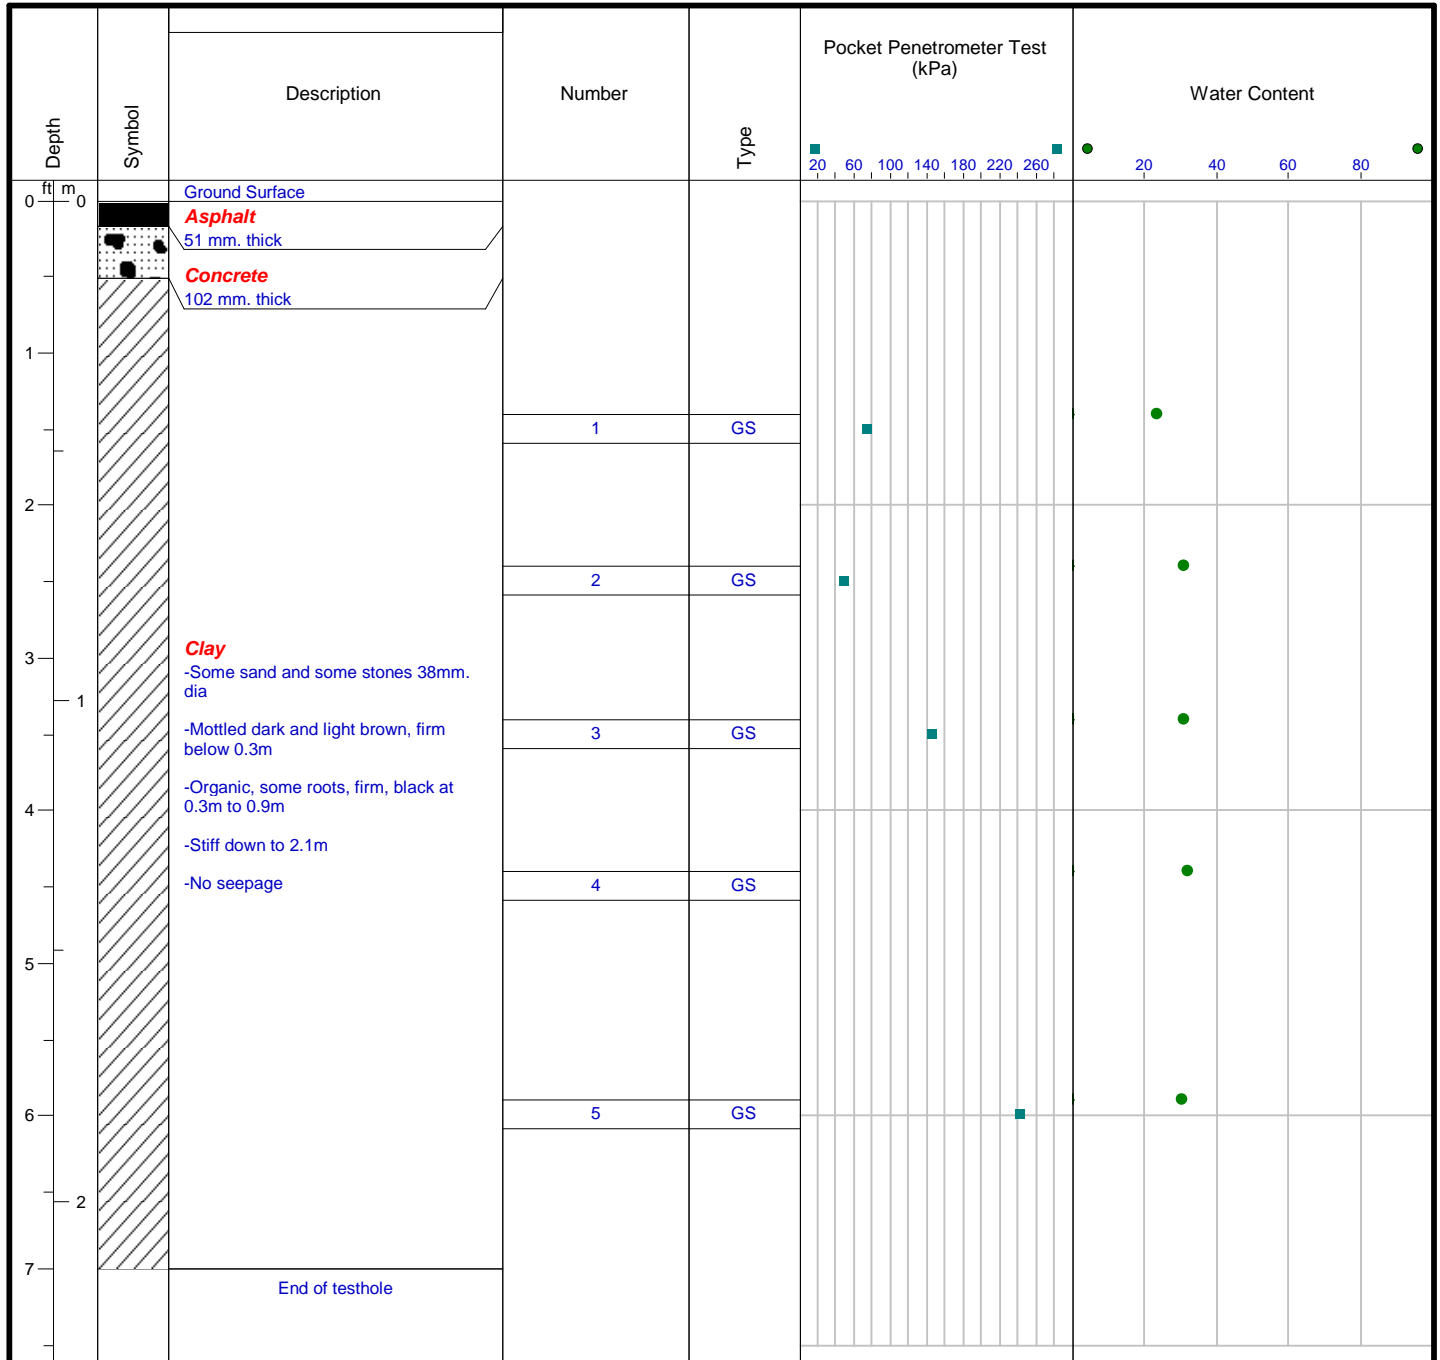 Depth
Symbol
Description
Number
Type
Pocket Penetrometer Test
(kPa)
Water Content
20 60 100 140 180 220 260
20 40 60 80
ft m
0 0
Ground Surface
Asphalt
51 mm. thick
Concrete
102 mm. thick
1
1 GS
2
2 GS
Clay
3
-Some sand and some stones 38mm.
dia
1
-Mottled dark and light brown, firm
below 0.3m
3 GS
-Organic, some roots, firm, black at
0.3m to 0.9m
4
-Stiff down to 2.1m
-No seepage
4 GS
5
6
5 GS
2
7
End of testhole